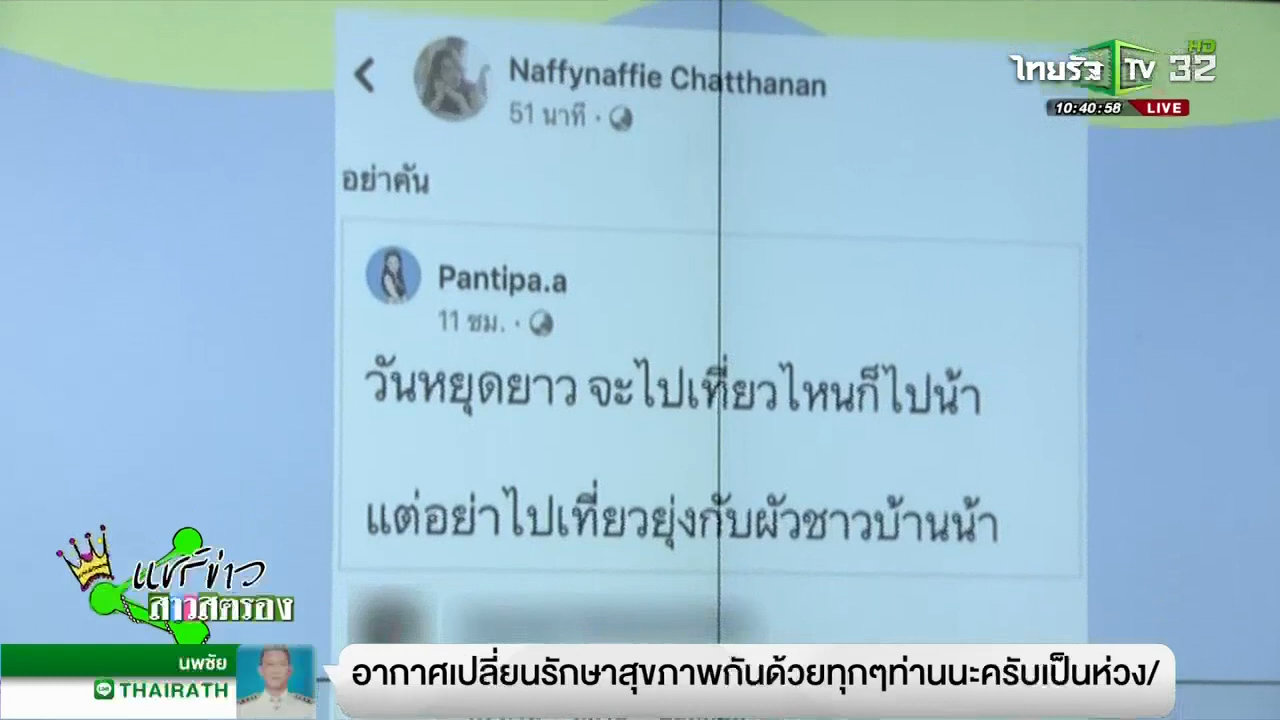 Naffynaffie Chatthanan
51 นาที ·
อย่าคัน
Pantipa.a
11 ชม. ·
วันหยุดยาว จะไปเที่ยวไหนก็ไปน้า
แต่อย่าไปเที่ยวยุ่งกับผัวชาวบ้านน้า
ไทยรัฐ TV HD 32
10:40:58 LIVE
แชร์ข่าว
สาวสตรอง
นพชัย
LINE THAIRATH
อากาศเปลี่ยนรักษาสุขภาพกันด้วยทุกๆท่านนะครับเป็นห่วง/